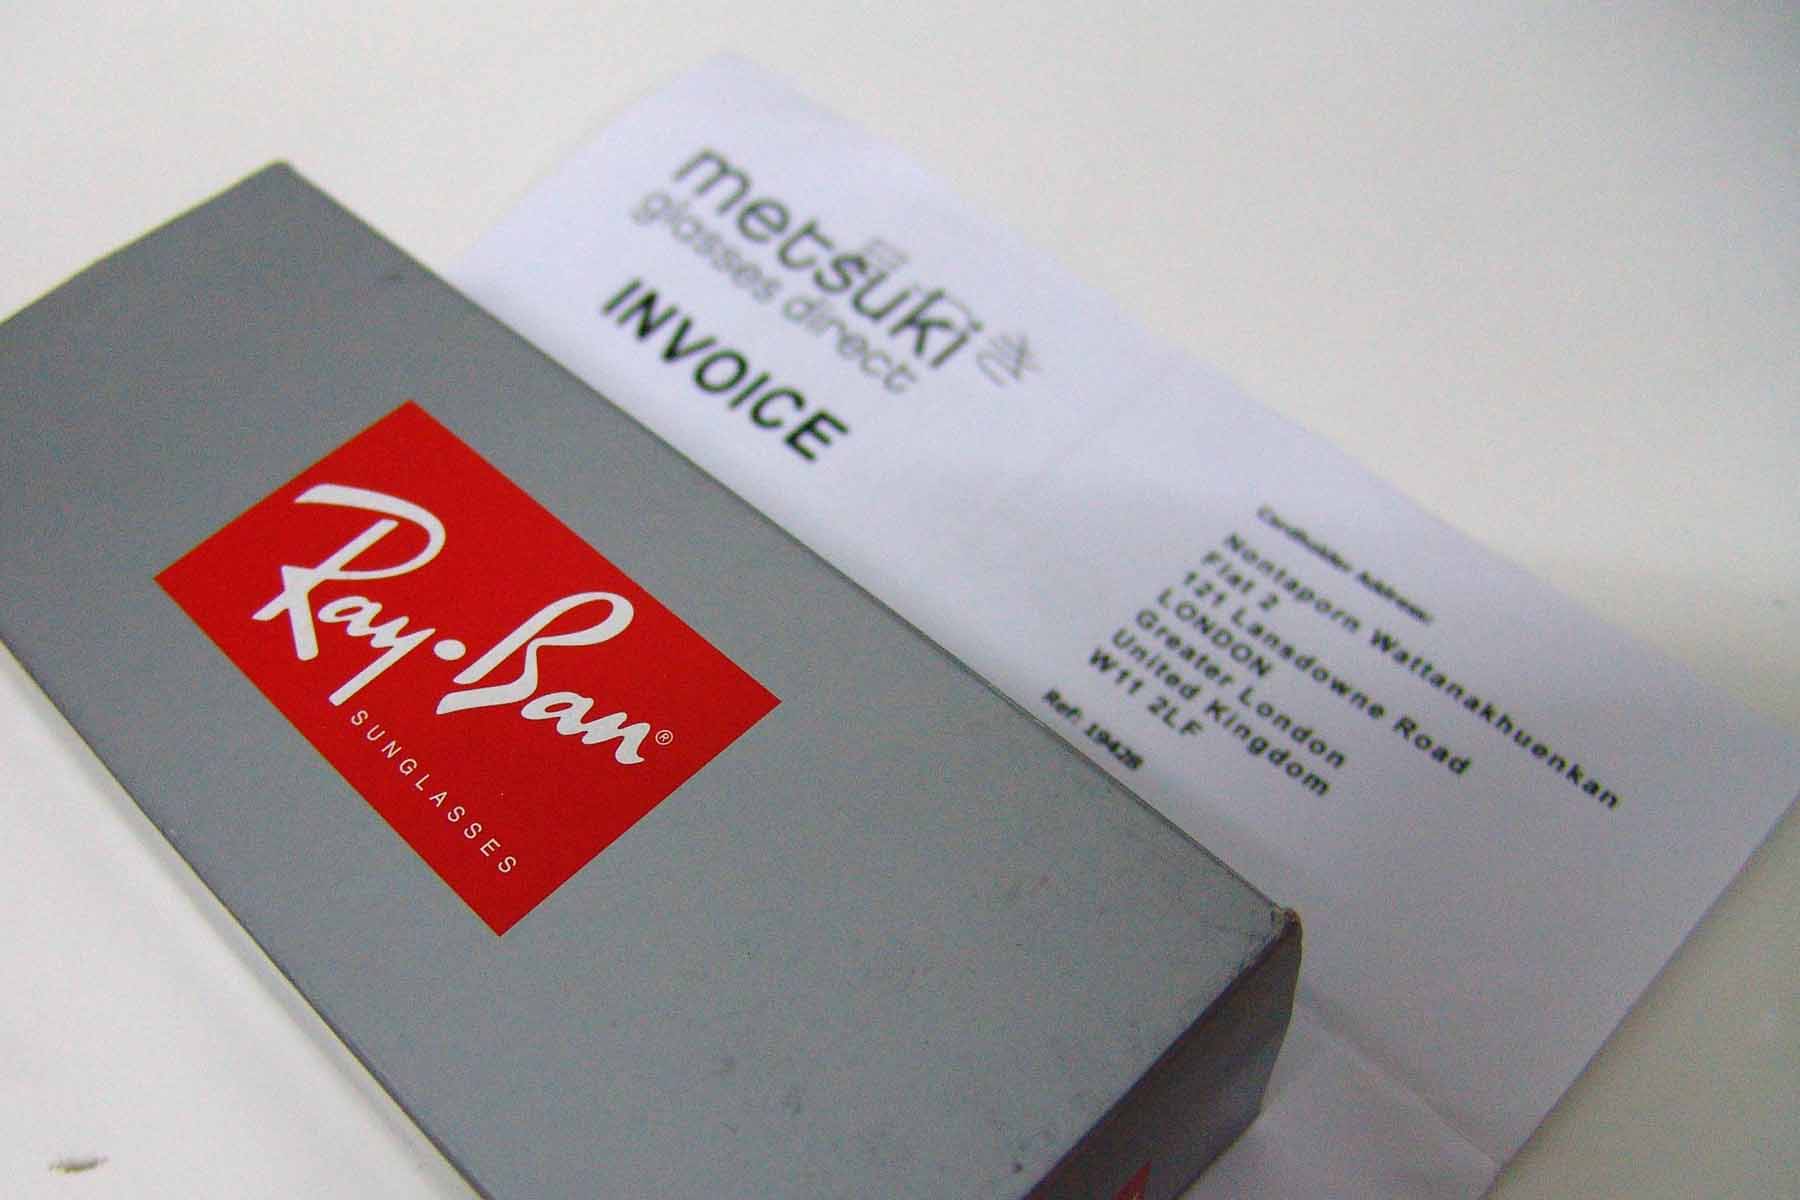 Ray·Ban®
SUNGLASSES
metsuki
glasses direct
INVOICE
Cardholder Address:
Nontaporn Wattanakhuenkan
Flat 2
121 Lansdowne Road
LONDON
Greater London
United Kingdom
W11 2LF
Ref: 19428